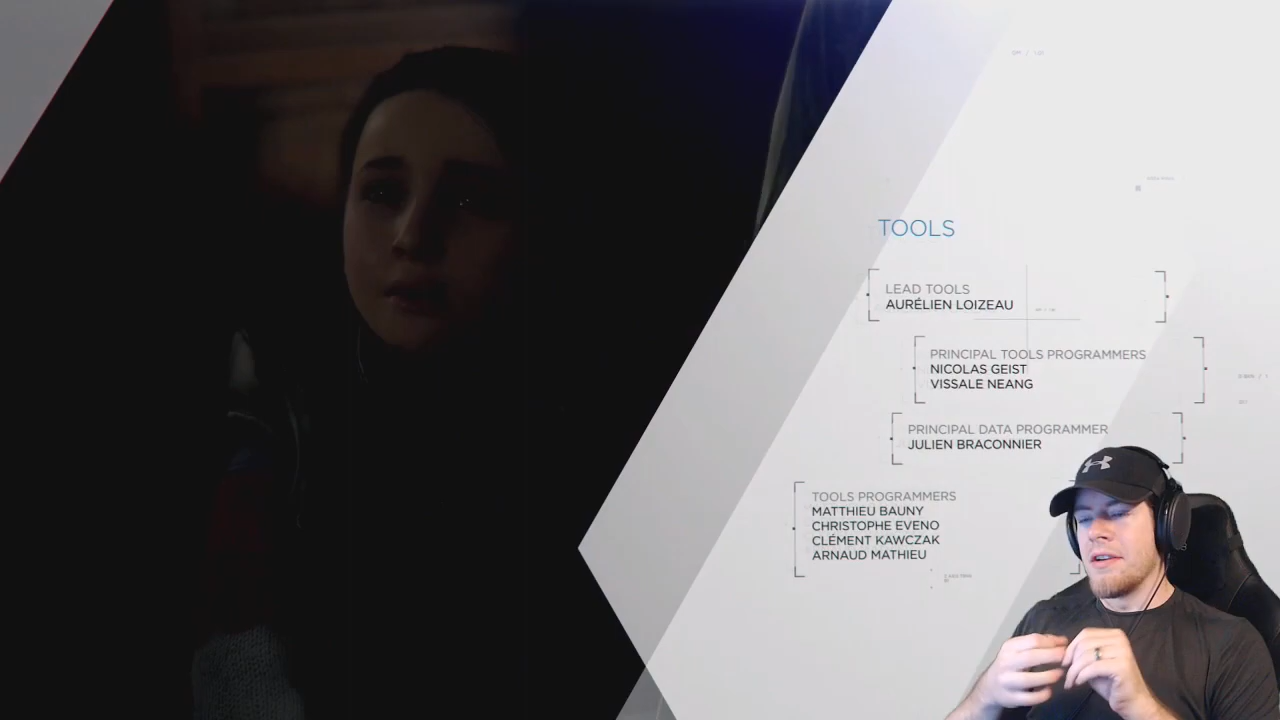 TOOLS
LEAD TOOLS
AURÉLIEN LOIZEAU
PRINCIPAL TOOLS PROGRAMMERS
NICOLAS GEIST
VISSALE NEANG
PRINCIPAL DATA PROGRAMMER
JULIEN BRACONNIER
TOOLS PROGRAMMERS
MATTHIEU BAUNY
CHRISTOPHE EVENO
CLÉMENT KAWCZAK
ARNAUD MATHIEU